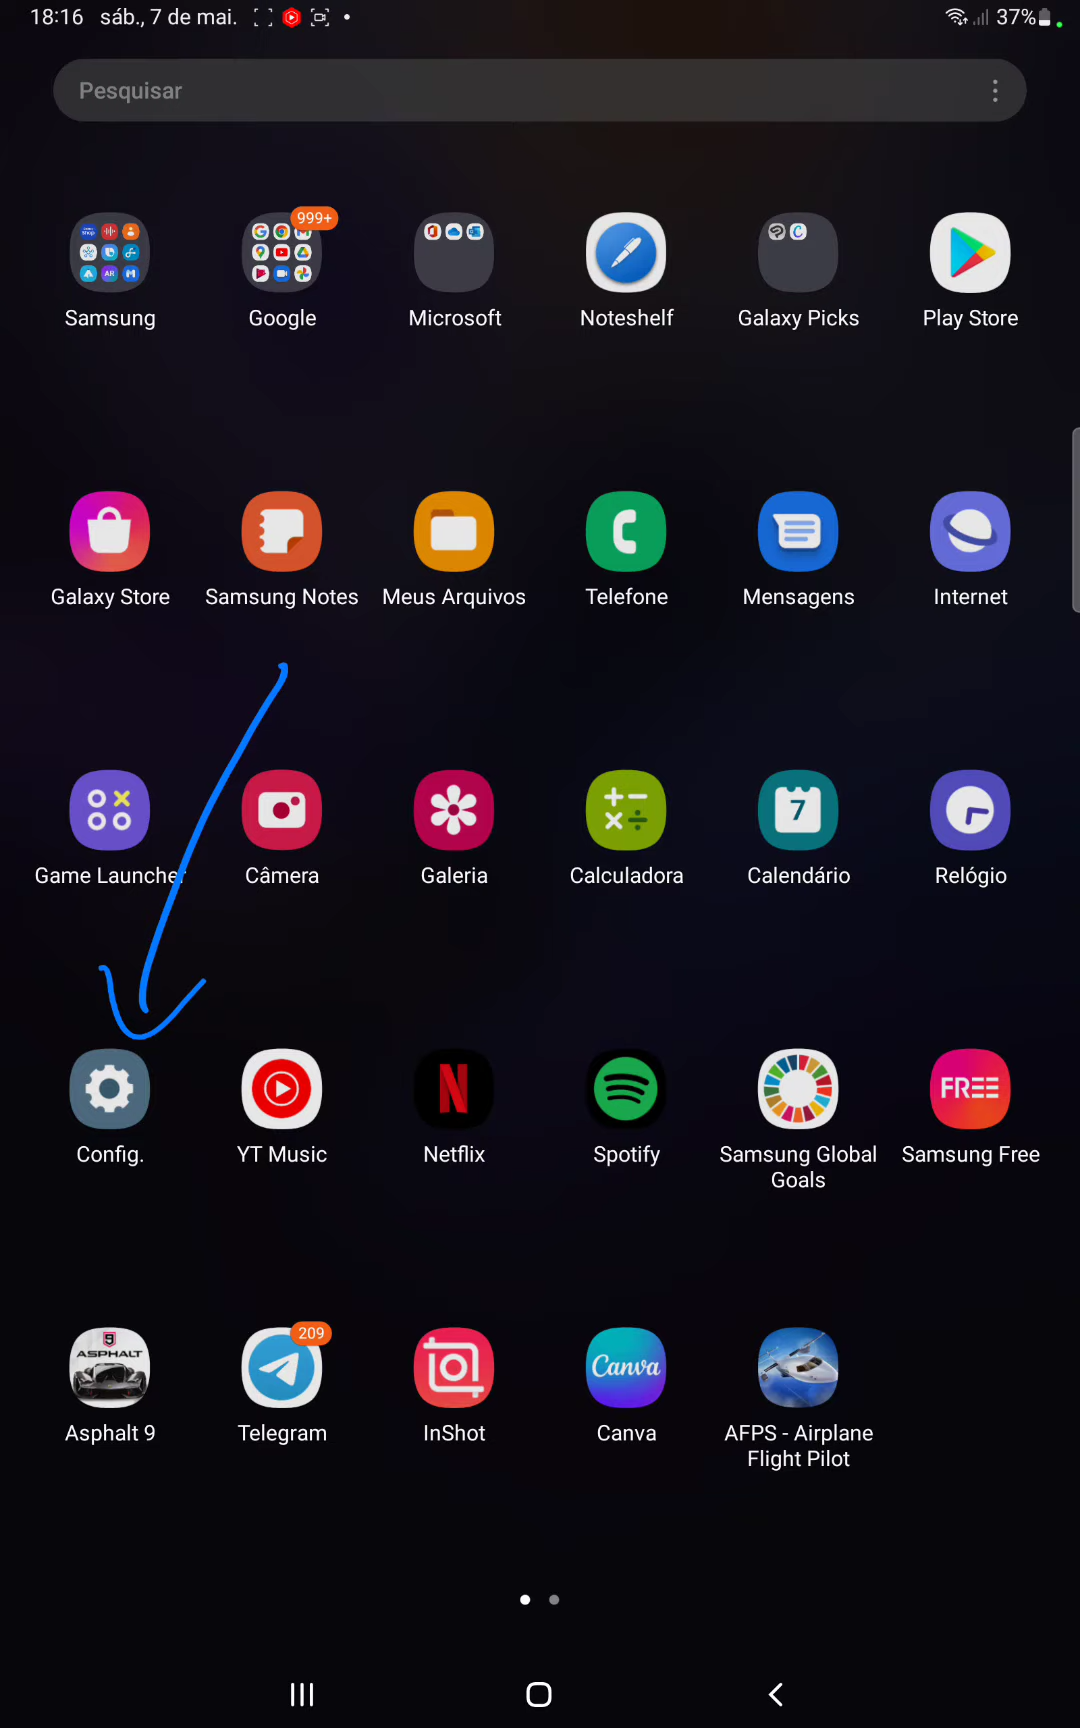 18:16 sáb., 7 de mai. 37%
Pesquisar
999+
Samsung Google Microsoft Noteshelf Galaxy Picks Play Store
Galaxy Store Samsung Notes Meus Arquivos Telefone Mensagens Internet
7
Game Launcher Câmera Galeria Calculadora Calendário Relógio
FREE
Config. YT Music Netflix Spotify Samsung Global Goals Samsung Free
9
ASPHALT
209
Canva
Asphalt 9 Telegram InShot Canva AFPS - Airplane Flight Pilot